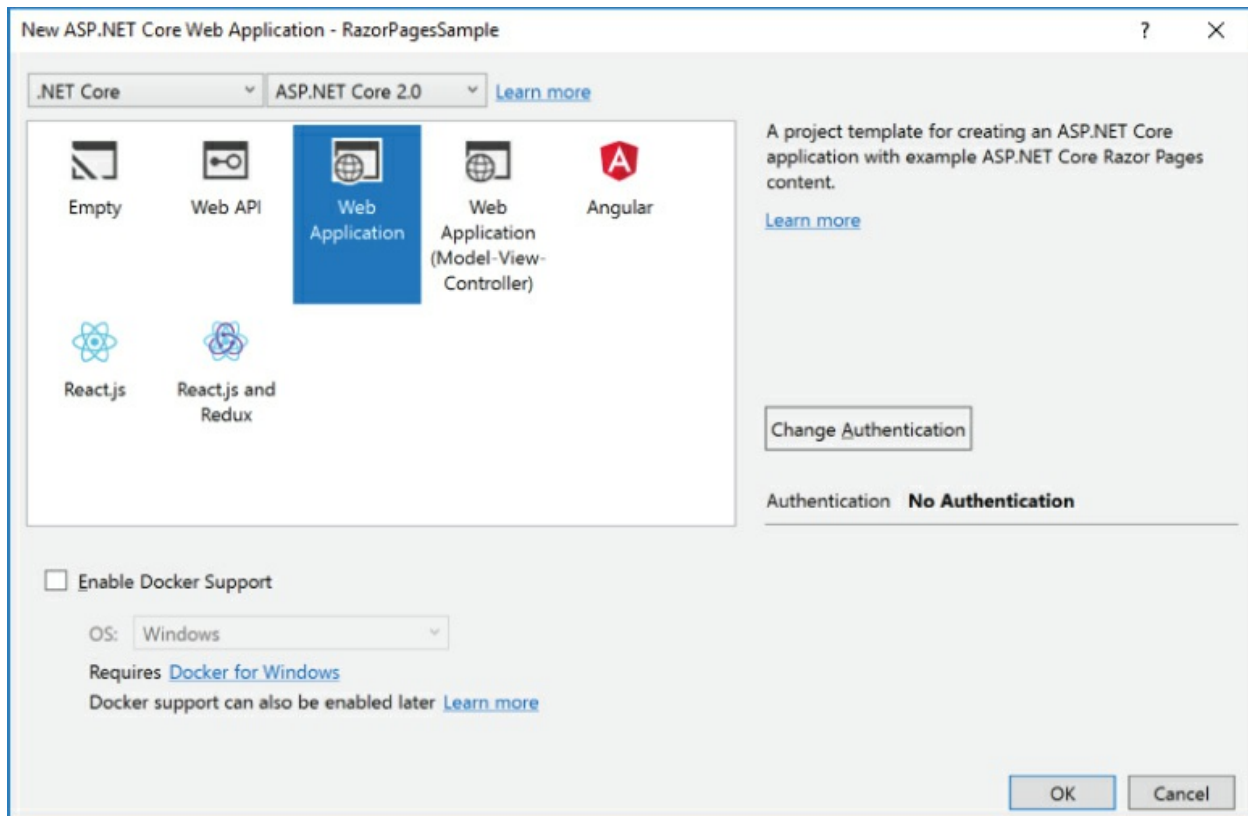 New ASP.NET Core Web Application - RazorPagesSample
? X
.NET Core
ASP.NET Core 2.0
Learn more
Empty
Web API
Web
Application
Web
Application
(Model-View-
Controller)
Angular
React.js
React.js and
Redux
A project template for creating an ASP.NET Core
application with example ASP.NET Core Razor Pages
content.
Learn more
Change Authentication
Authentication No Authentication
Enable Docker Support
OS: Windows
Requires Docker for Windows
Docker support can also be enabled later Learn more
OK
Cancel